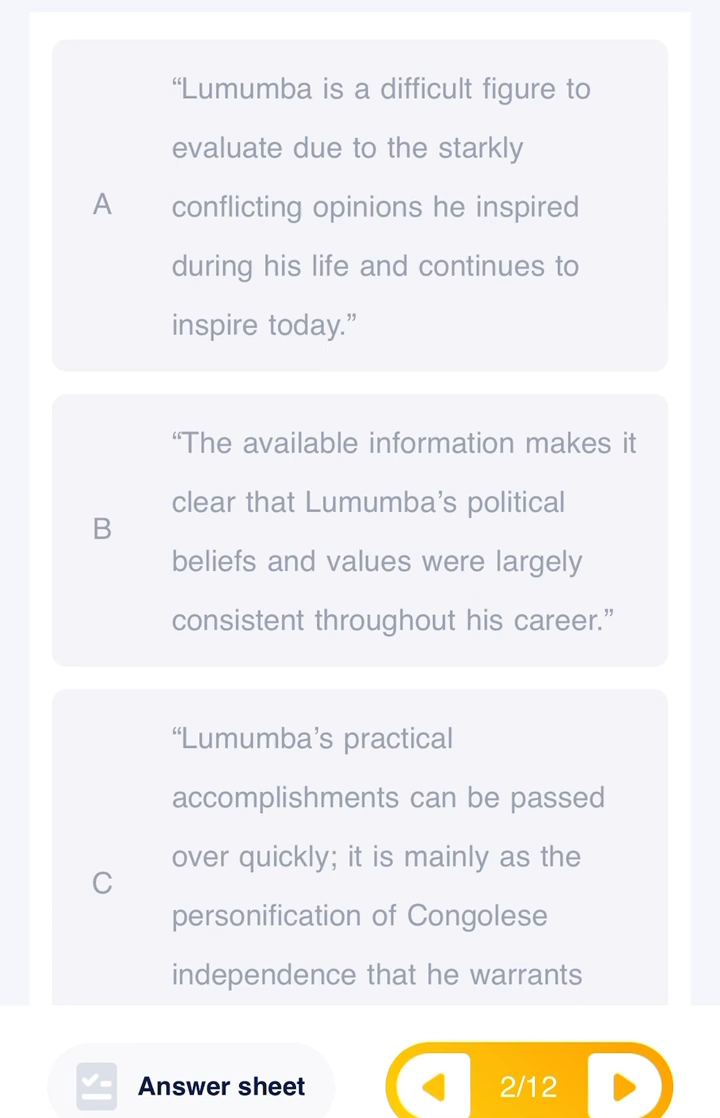 “Lumumba is a difficult figure to
evaluate due to the starkly
A
conflicting opinions he inspired
during his life and continues to
inspire today.”
“The available information makes it
clear that Lumumba’s political
B
beliefs and values were largely
consistent throughout his career.”
“Lumumba’s practical
accomplishments can be passed
over quickly; it is mainly as the
C
personification of Congolese
independence that he warrants
Answer sheet
2/12